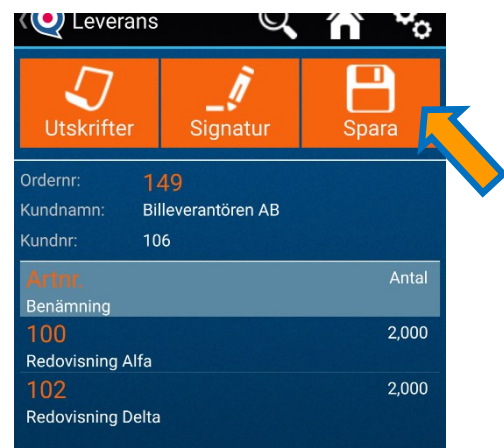 Leverans
Utskrifter Signatur Spara
Ordernr: 149
Kundnamn: Billeverantören AB
Kundnr: 106
Artnr. Antal
Benämning
100 2,000
Redovisning Alfa
102 2,000
Redovisning Delta